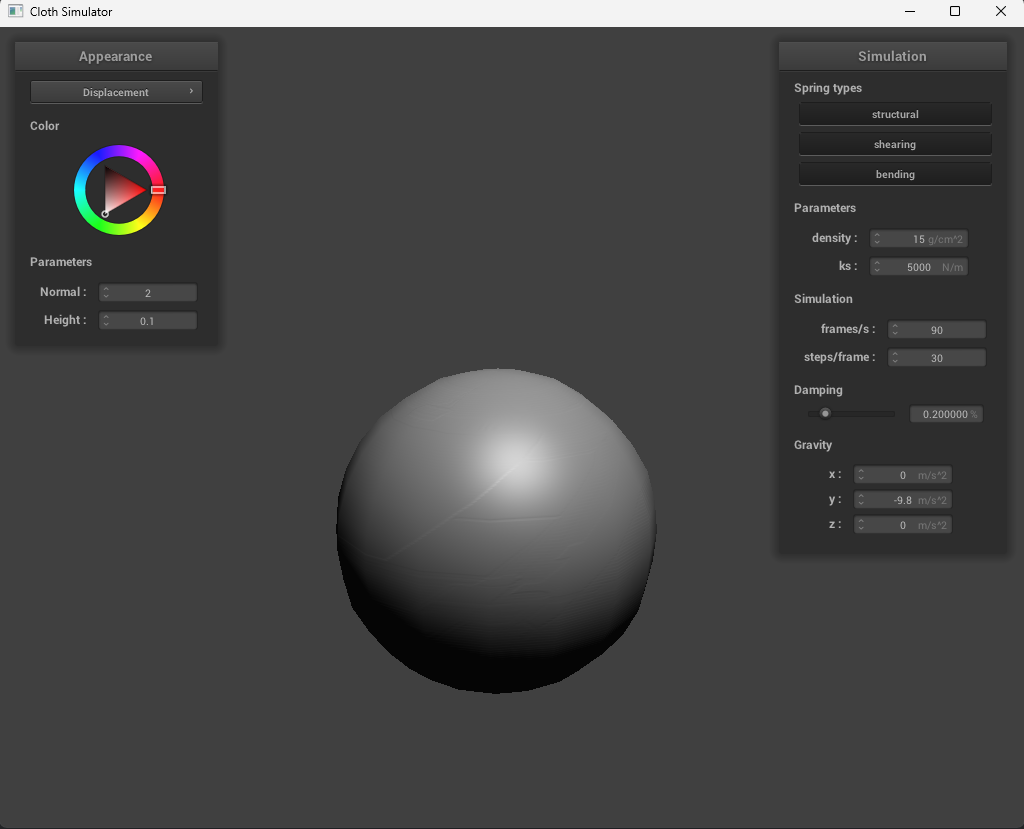 Cloth Simulator
Appearance
Displacement
Color
Parameters
Normal : 2
Height : 0.1
Simulation
Spring types
structural
shearing
bending
Parameters
density : 15 g/cm^2
ks : 5000 N/m
Simulation
frames/s : 90
steps/frame : 30
Damping
0.200000 %
Gravity
x : 0 m/s^2
y : -9.8 m/s^2
z : 0 m/s^2